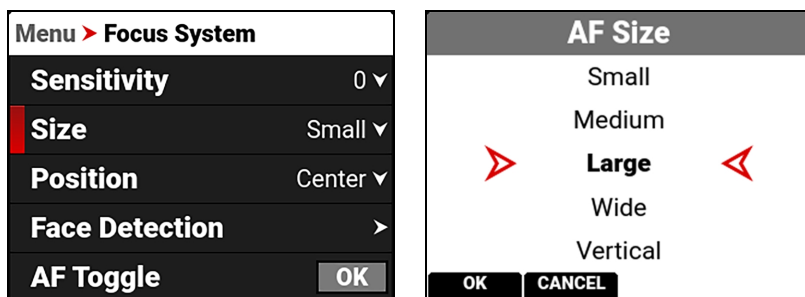 Menu > Focus System
Sensitivity 0
Size Small
Position Center
Face Detection
AF Toggle OK
AF Size
Small
Medium
Large
Wide
Vertical
OK CANCEL